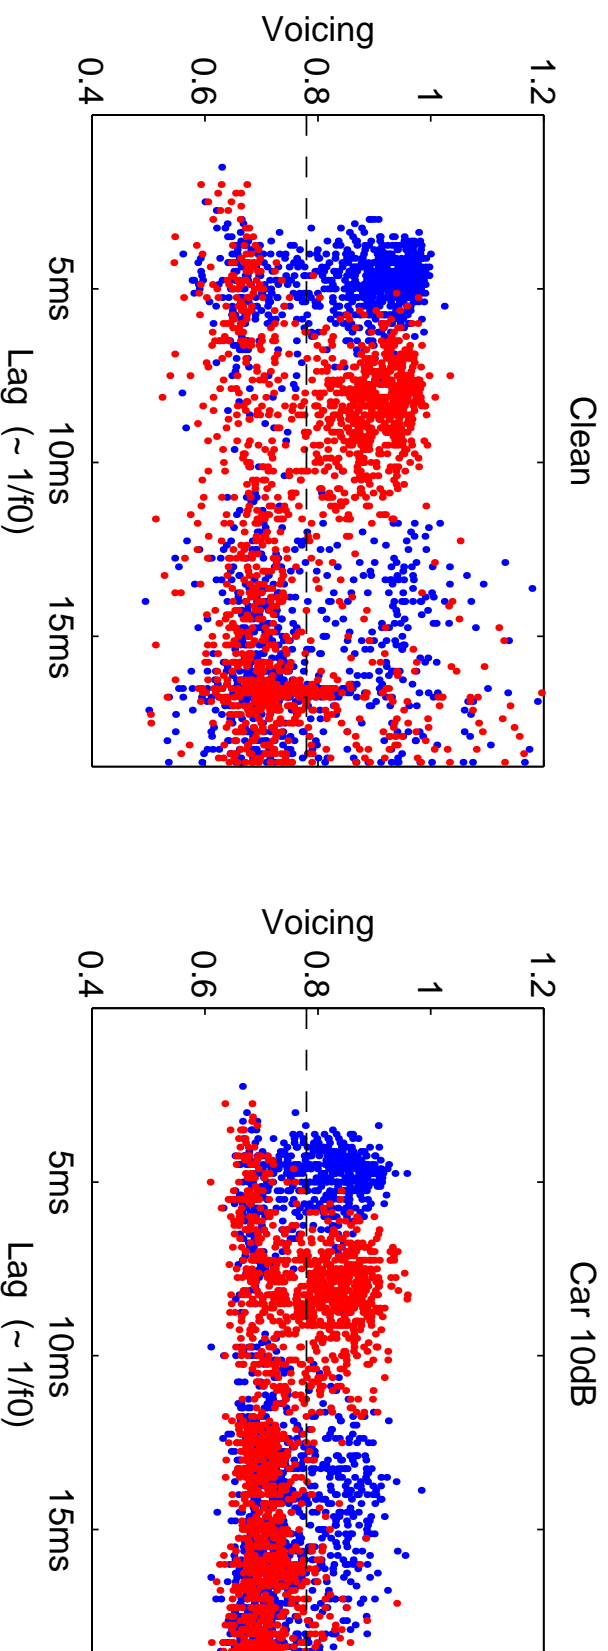 Clean
Voicing
1.2
1
0.8
0.6
0.4
5ms
10ms
15ms
Lag (~ 1/f0)
Car 10dB
Voicing
1.2
1
0.8
0.6
0.4
5ms
10ms
15ms
Lag (~ 1/f0)